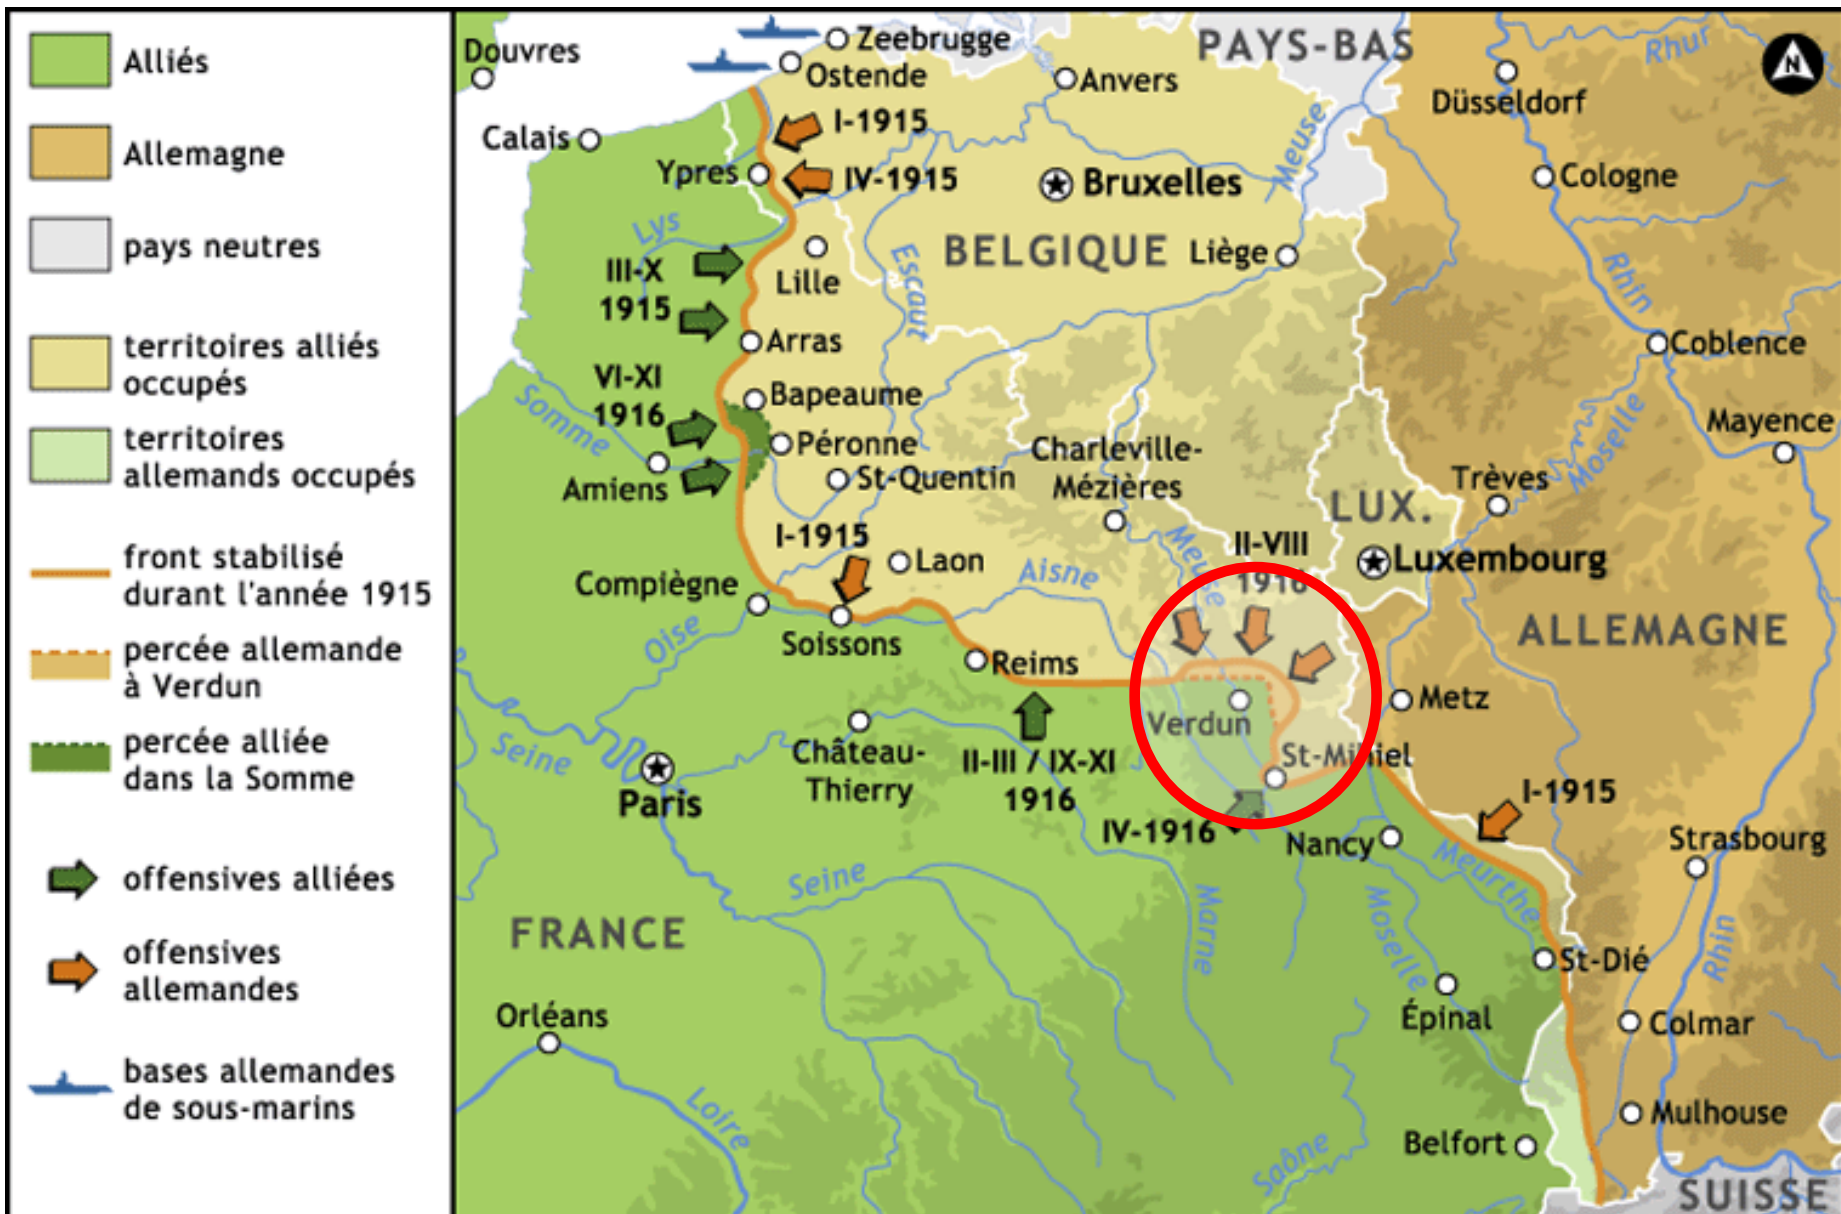 Alliés
Allemagne
pays neutres
territoires alliés
occupés
territoires
allemands occupés
front stabilisé
durant l'année 1915
percée allemande
à Verdun
percée alliée
dans la Somme
offensives alliées
offensives
allemandes
bases allemandes
de sous-marins
Douvres
Zeebrugge
Ostende
PAYS-BAS
Rhur
N
Anvers
Düsseldorf
Calais
I-1915
Meuse
Ypres
IV-1915
Bruxelles
Cologne
Lys
BELGIQUE
Liège
Escaut
Rhin
III-X
1915
Lille
Arras
Coblence
VI-XI
1916
Bapeaume
Somme
Péronne
Charleville-
Mézières
Moselle
Mayence
Amiens
St-Quentin
Trèves
LUX.
I-1915
Laon
Meuse
II-VIII
1916
Luxembourg
Compiègne
Aisne
Oise
Soissons
ALLEMAGNE
Reims
Metz
Verdun
Seine
Château-
Thierry
II-III / IX-XI
1916
St-Mihiel
Paris
I-1915
IV-1916
Nancy
Meurthe
Strasbourg
Seine
Marne
Moselle
FRANCE
Rhin
St-Dié
Orléans
Épinal
Colmar
Loire
Mulhouse
Belfort
Saône
SUISSE